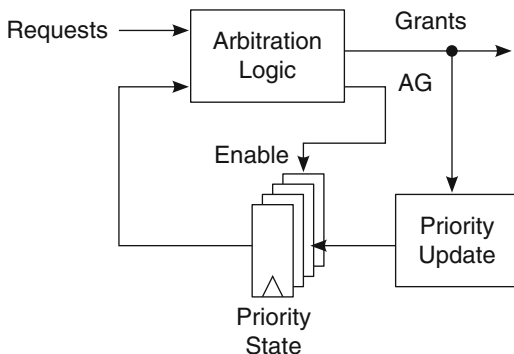 Requests
Arbitration
Logic
Grants
AG
Enable
Priority
Update
Priority
State